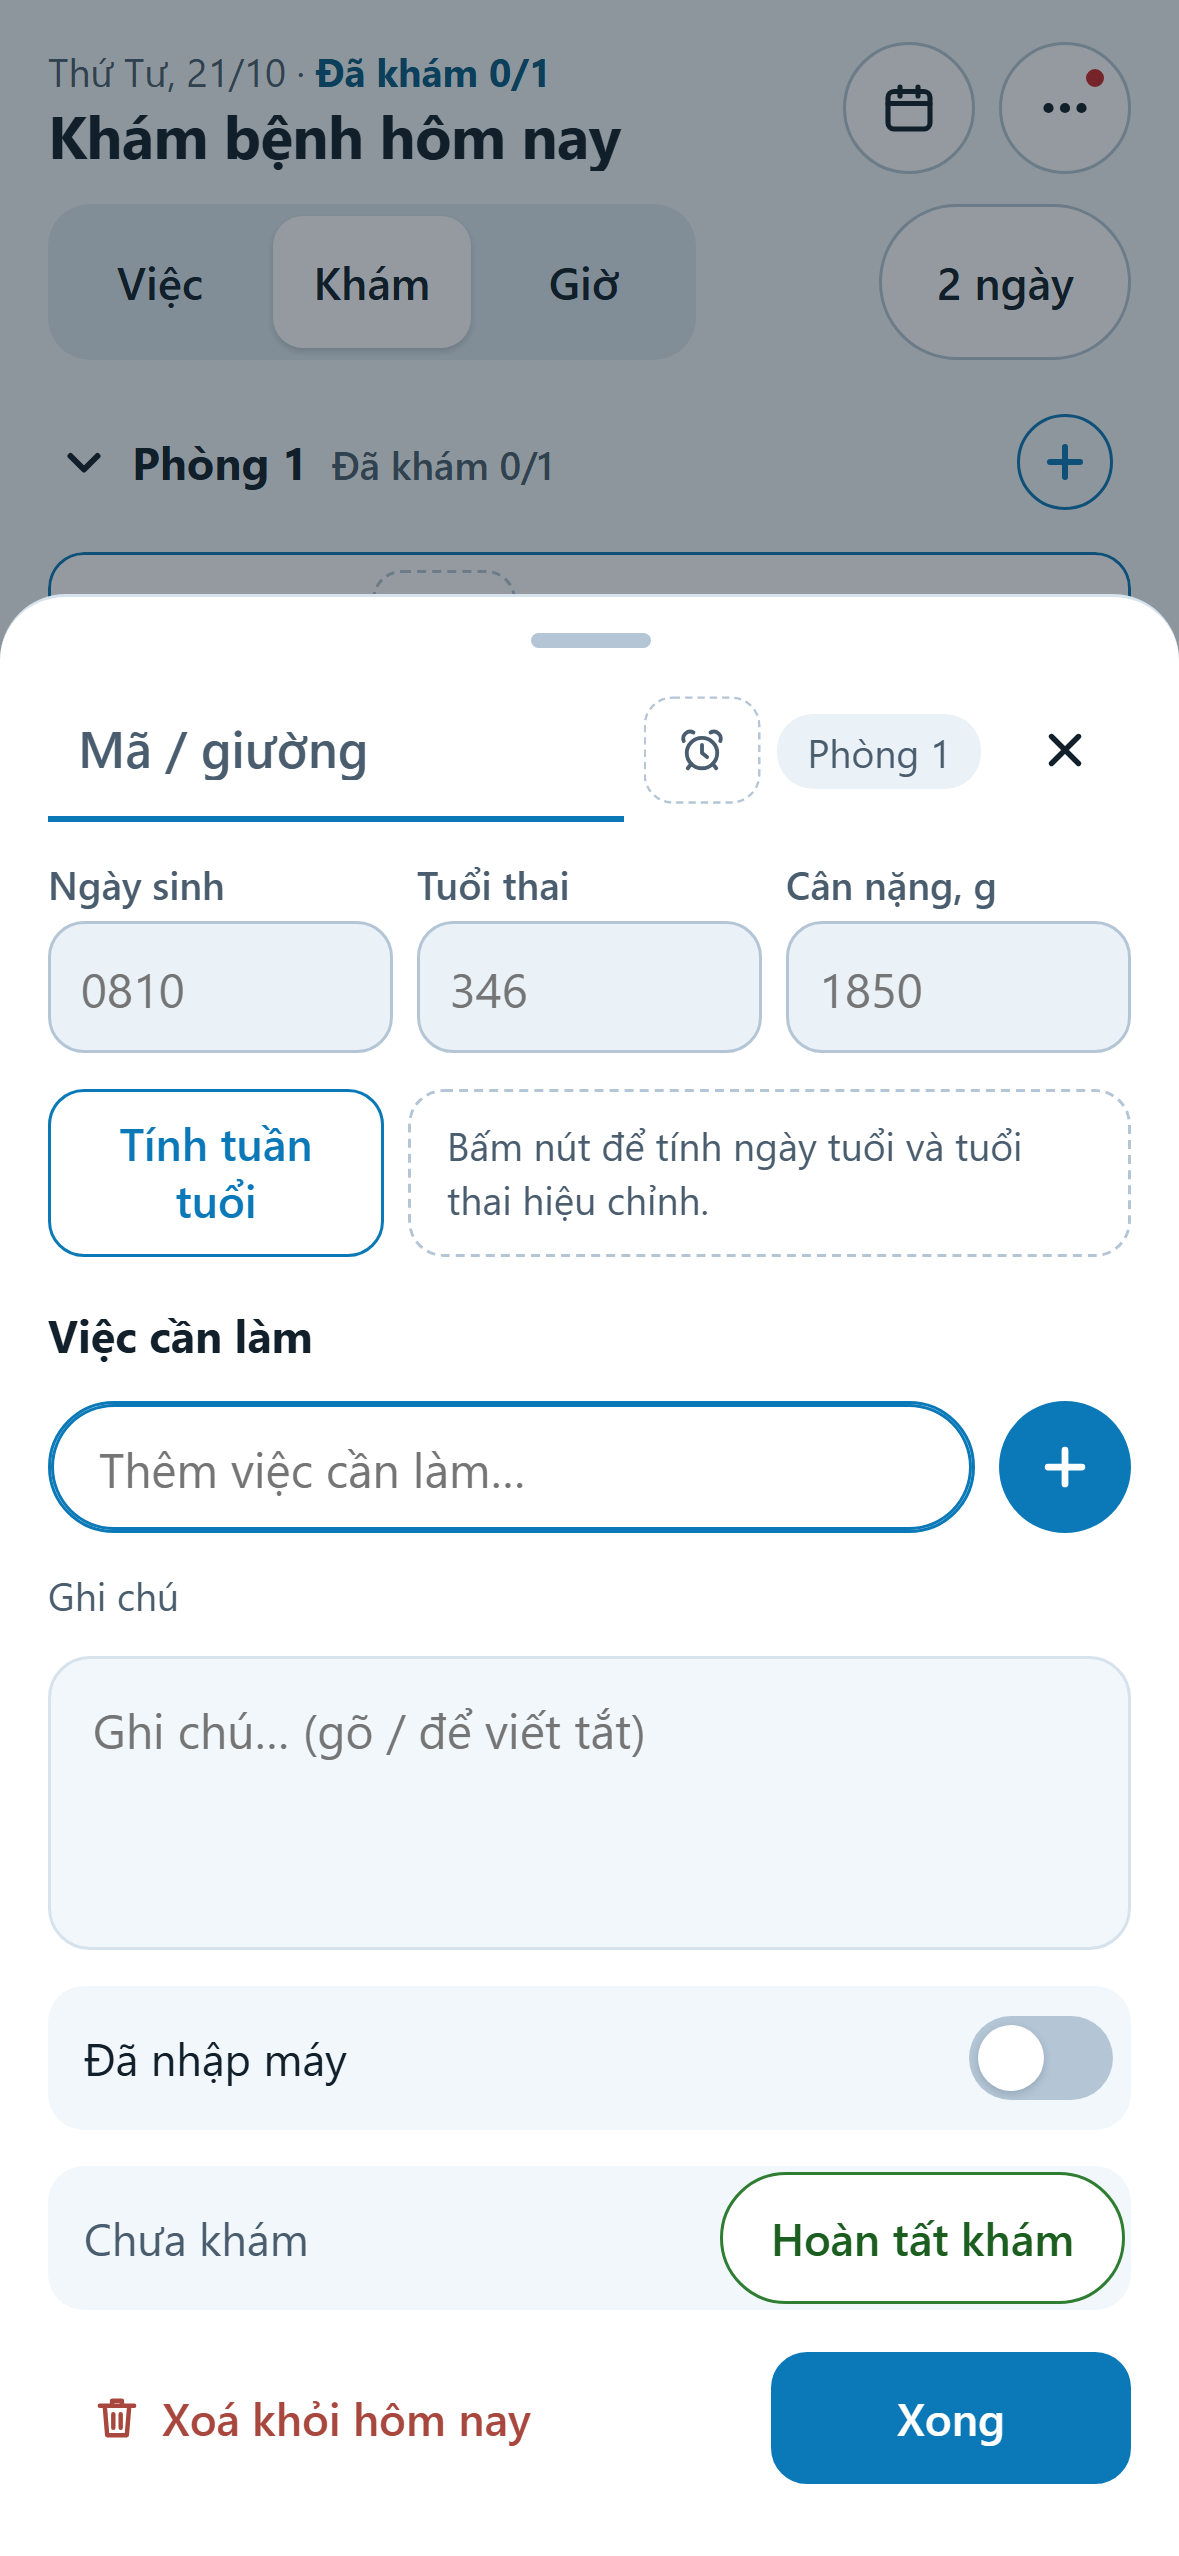 Thứ Tư, 21/10 · Đã khám 0/1
Khám bệnh hôm nay
Việc
Khám
Giờ
2 ngày
Phòng 1 Đã khám 0/1
Mã / giường
Phòng 1
Ngày sinh
Tuổi thai
Cân nặng, g
0810
346
1850
Tính tuần
tuổi
Bấm nút để tính ngày tuổi và tuổi
thai hiệu chỉnh.
Việc cần làm
Thêm việc cần làm...
Ghi chú
Ghi chú... (gõ / để viết tắt)
Đã nhập máy
Chưa khám
Hoàn tất khám
Xoá khỏi hôm nay
Xong